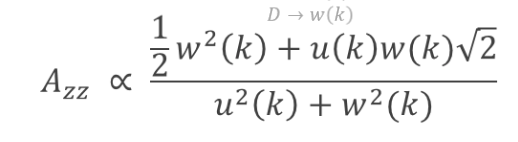 D → w(k)
A_zz ∝ (1/2 w²(k) + u(k)w(k)√2) / (u²(k) + w²(k))